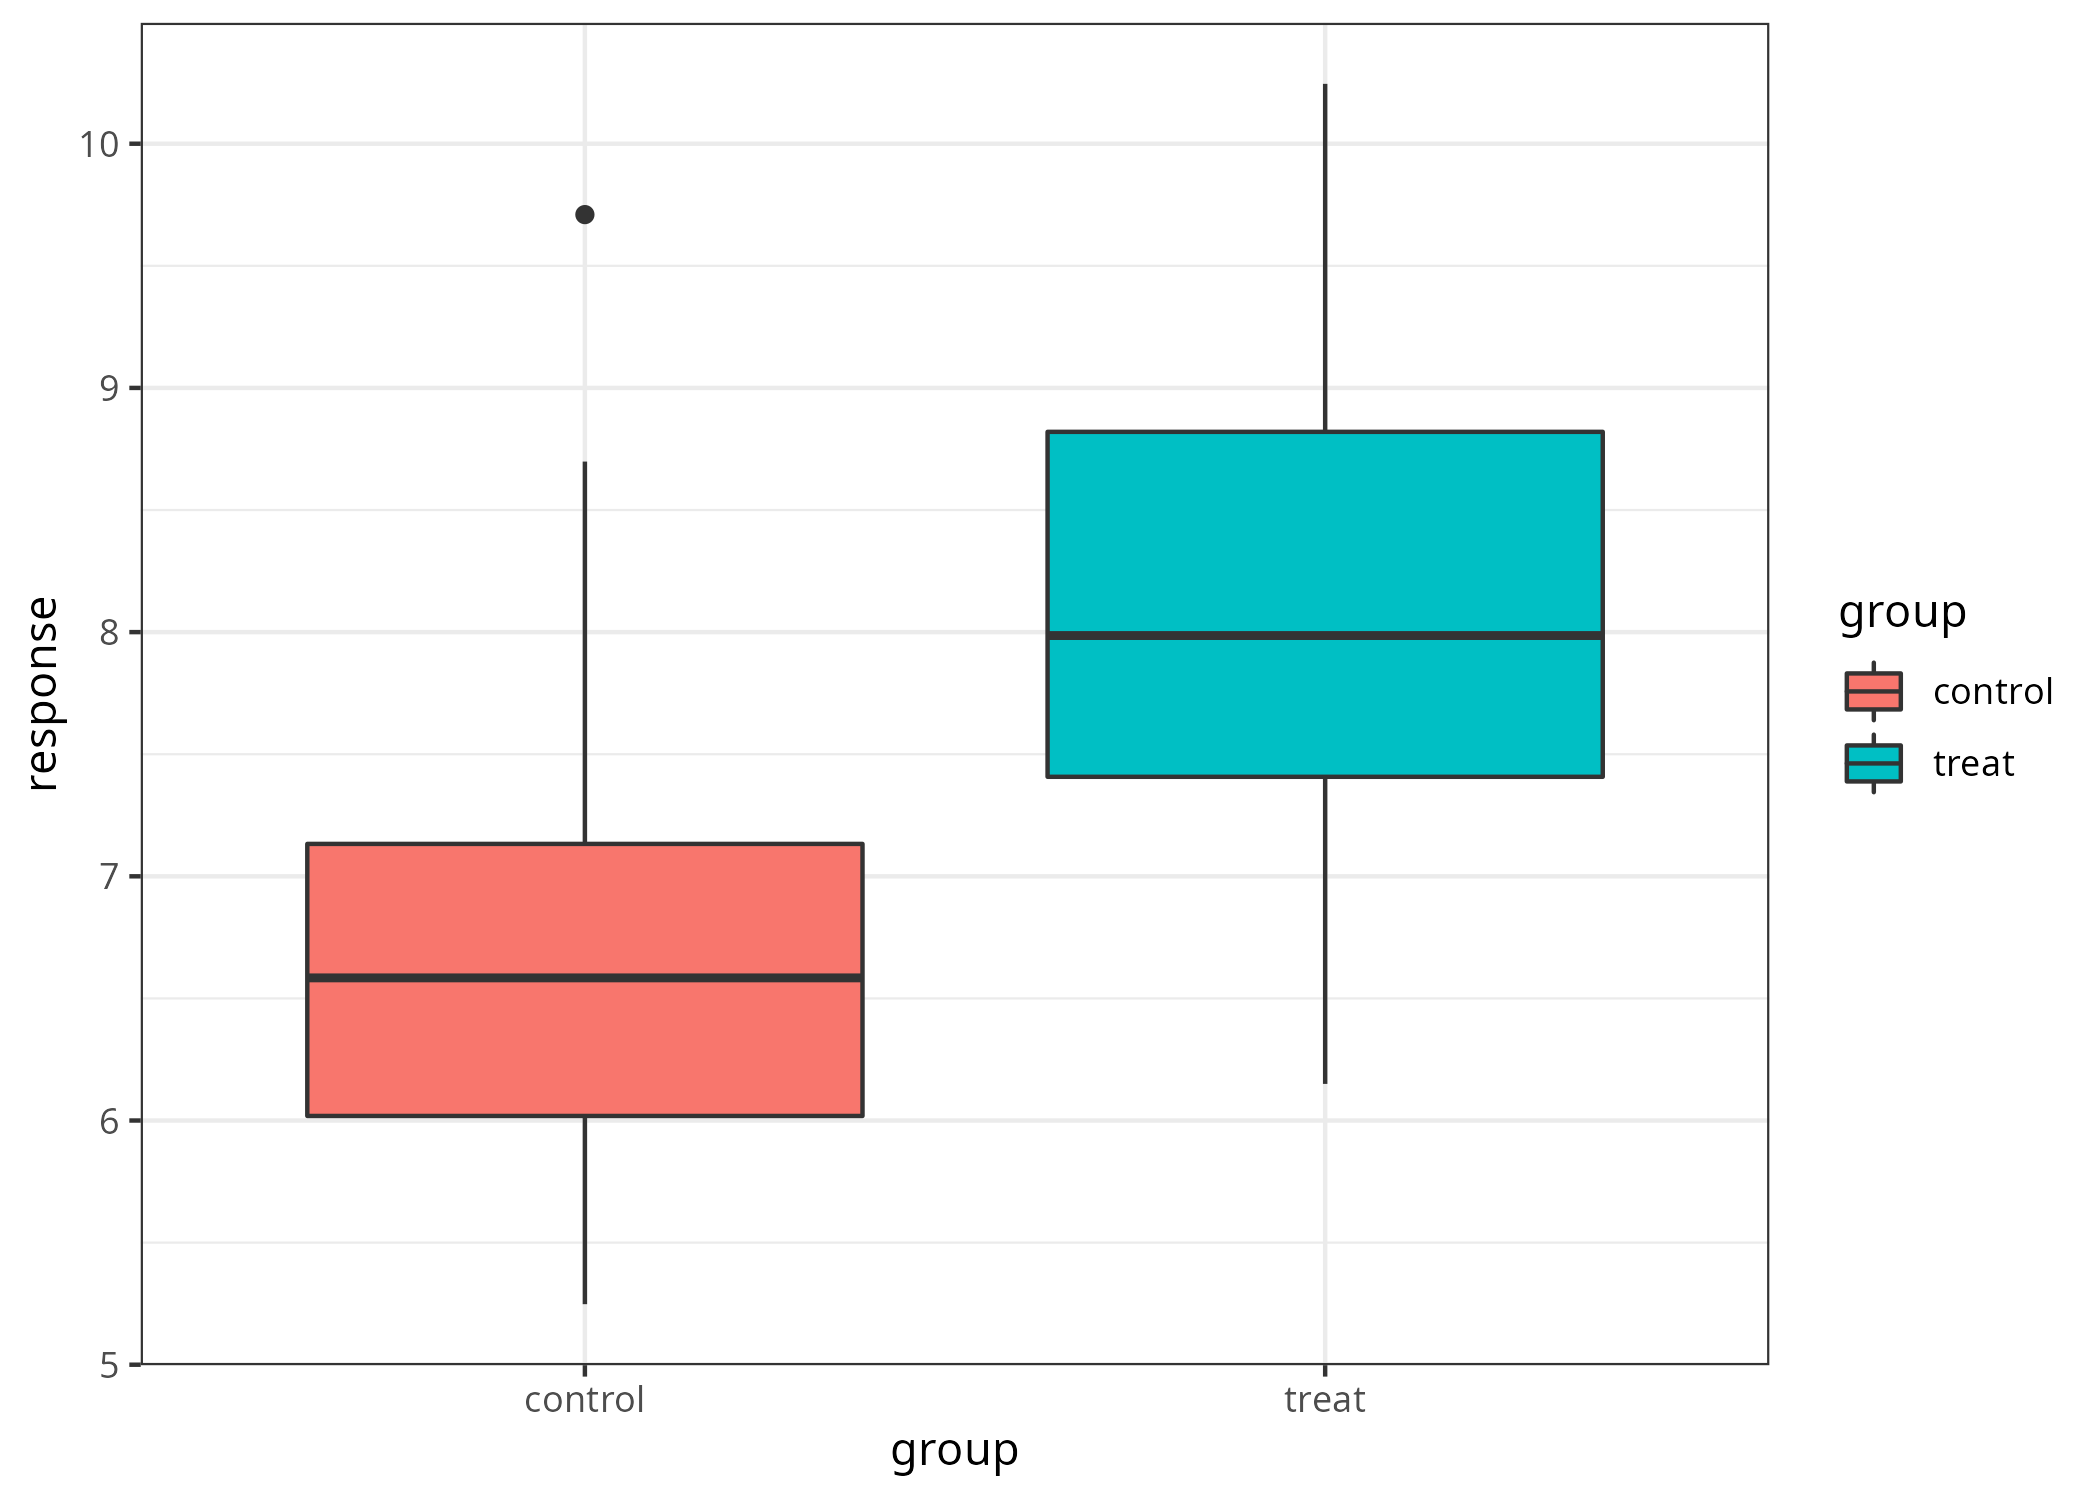 response
10
9
8
7
6
5
control treat
group
group
control
treat